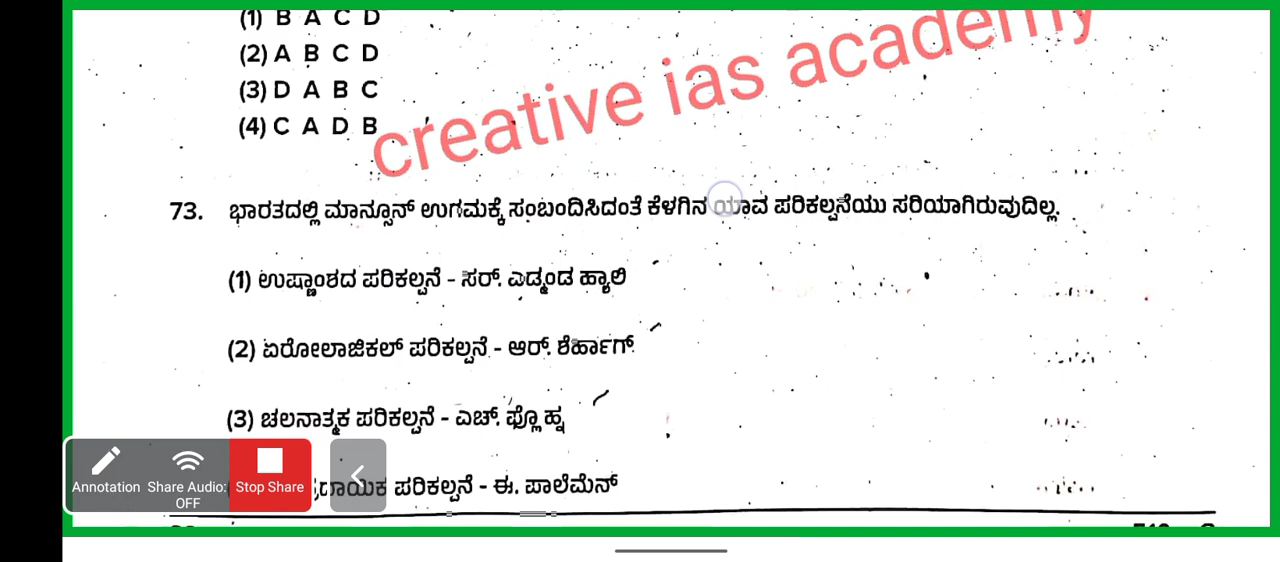 (1) B A C D
(2) A B C D
(3) D A B C
(4) C A D B
creative ias academy
73. ಭಾರತದಲ್ಲಿ ಮಾನ್ಸೂನ್ ಉಗಮಕ್ಕೆ ಸಂಬಂದಿಸಿದಂತೆ ಕೆಳಗಿನ ಯಾವ ಪರಿಕಲ್ಪನೆಯು ಸರಿಯಾಗಿರುವುದಿಲ್ಲ.
(1) ಉಷ್ಣಾಂಶದ ಪರಿಕಲ್ಪನೆ - ಸರ್. ಎಡ್ಮಂಡ ಹ್ಯಾಲಿ
(2) ಏರೋಲಾಜಿಕಲ್ ಪರಿಕಲ್ಪನೆ - ಆರ್. ಶೆರ್ಹಾಗ್
(3) ಚಲನಾತ್ಮಕ ಪರಿಕಲ್ಪನೆ - ಎಚ್. ಫ್ಲೊಹ್ನ
ಪರಿಕಲ್ಪನೆ - ಈ. ಪಾಲೆಮೆನ್
Annotation
Share Audio: OFF
Stop Share